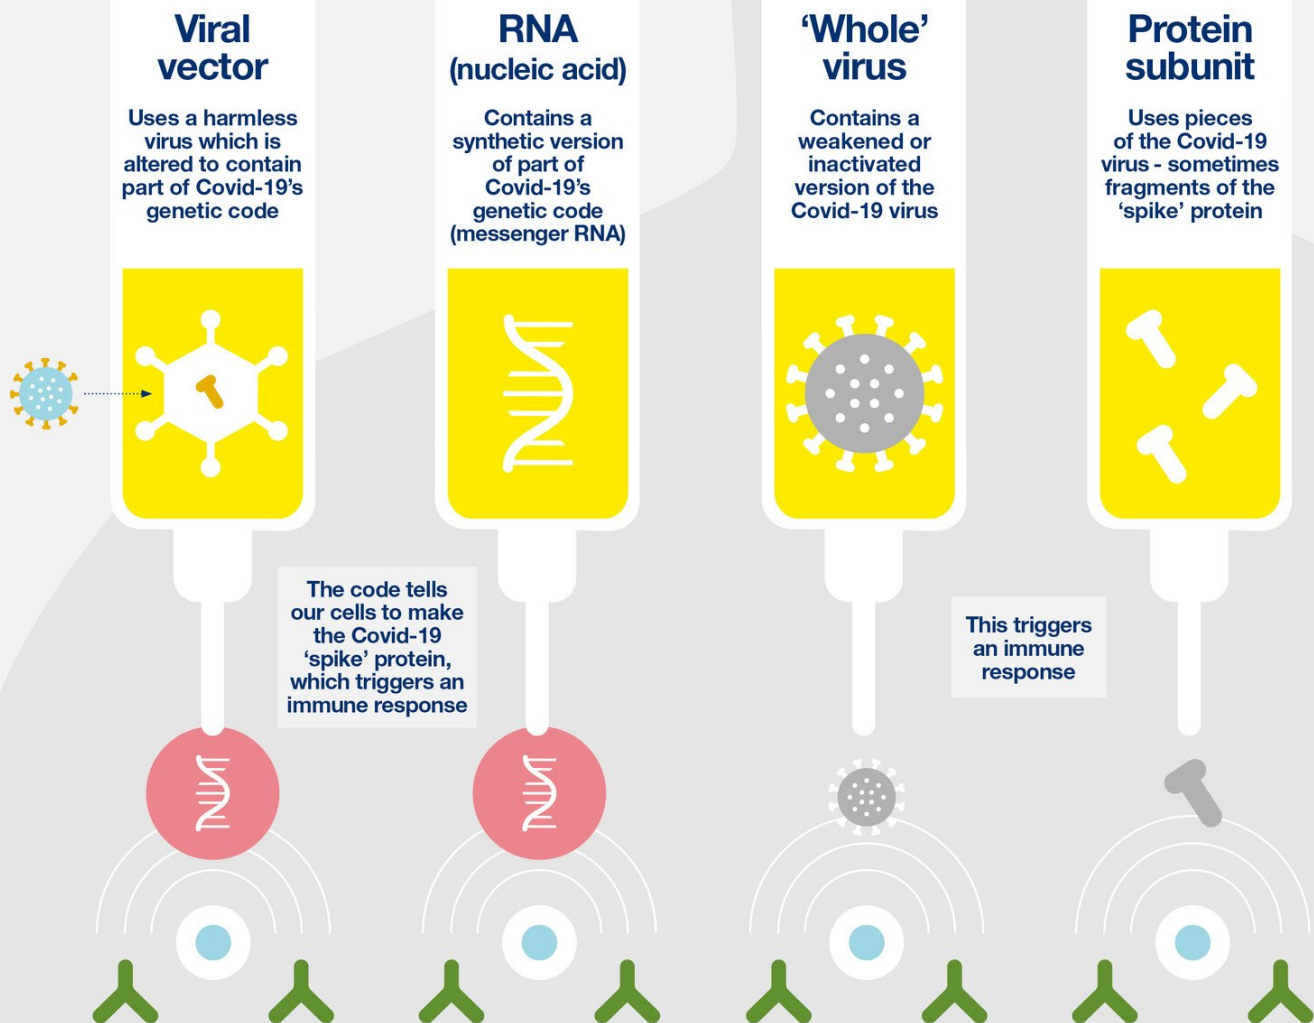 Viral
vector
Uses a harmless
virus which is
altered to contain
part of Covid-19’s
genetic code
RNA
(nucleic acid)
Contains a
synthetic version
of part of
Covid-19’s
genetic code
(messenger RNA)
‘Whole’
virus
Contains a
weakened or
inactivated
version of the
Covid-19 virus
Protein
subunit
Uses pieces
of the Covid-19
virus - sometimes
fragments of the
‘spike’ protein
The code tells
our cells to make
the Covid-19
‘spike’ protein,
which triggers an
immune response
This triggers
an immune
response